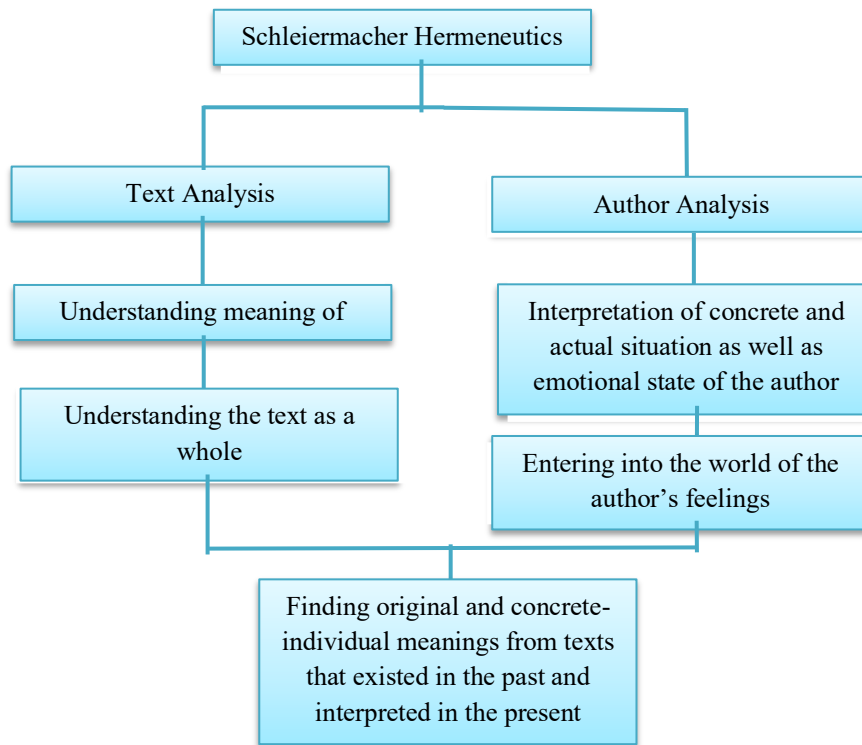 Schleiermacher Hermeneutics
Text Analysis
Author Analysis
Understanding meaning of
Interpretation of concrete and
actual situation as well as
emotional state of the author
Understanding the text as a
whole
Entering into the world of the
author’s feelings
Finding original and concrete-
individual meanings from texts
that existed in the past and
interpreted in the present